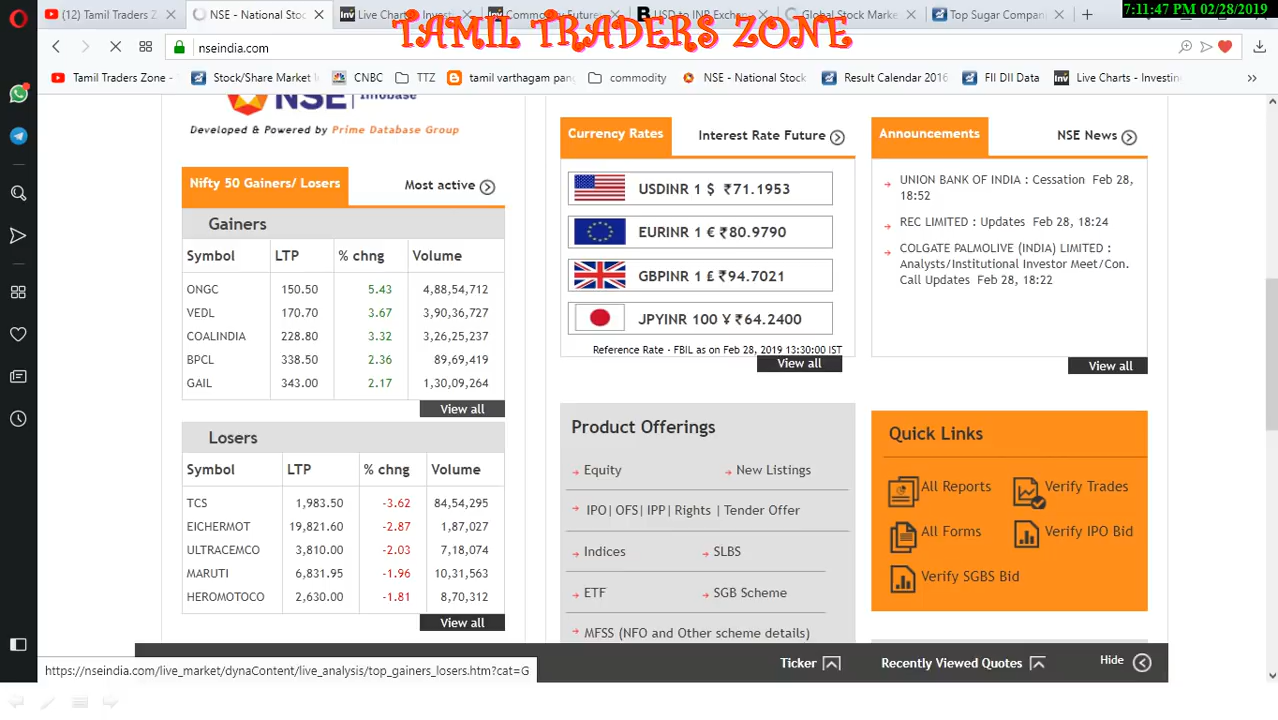 7:11:47 PM 02/28/2019
(12) Tamil Traders Z
NSE - National Stoc
Live Chart
Inves
Commodity Future
USD to INR Exch
Global Stock Marke
Top Sugar Compan
TAMIL TRADERS ZONE
nseindia.com
Tamil Traders Zone -
Stock/Share Market
CNBC
TTZ
tamil varthagam pan
commodity
NSE - National Stock
Result Calendar 2016
FII DII Data
Live Charts - Investin
NSE Infobase
Developed & Powered by Prime Database Group
Nifty 50 Gainers/ Losers
Most active
Gainers
Symbol LTP % chng Volume
ONGC 150.50 5.43 4,88,54,712
VEDL 170.70 3.67 3,90,36,727
COALINDIA 228.80 3.32 3,26,25,237
BPCL 338.50 2.36 89,69,419
GAIL 343.00 2.17 1,30,09,264
View all
Losers
Symbol LTP % chng Volume
TCS 1,983.50 -3.62 84,54,295
EICHERMOT 19,821.60 -2.87 1,87,027
ULTRACEMCO 3,810.00 -2.03 7,18,074
MARUTI 6,831.95 -1.96 10,31,563
HEROMOTOCO 2,630.00 -1.81 8,70,312
View all
Currency Rates
Interest Rate Future
USDINR 1 $ ₹71.1953
EURINR 1 € ₹80.9790
GBPINR 1 £ ₹94.7021
JPYINR 100 ¥ ₹64.2400
Reference Rate - FBIL as on Feb 28, 2019 13:30:00 IST
View all
Announcements
NSE News
UNION BANK OF INDIA : Cessation Feb 28,
18:52
REC LIMITED : Updates Feb 28, 18:24
COLGATE PALMOLIVE (INDIA) LIMITED :
Analysts/Institutional Investor Meet/Con.
Call Updates Feb 28, 18:22
View all
Product Offerings
Equity
New Listings
IPO| OFS| IPP| Rights | Tender Offer
Indices
SLBS
ETF
SGB Scheme
MFSS (NFO and Other scheme details)
Quick Links
All Reports
Verify Trades
All Forms
Verify IPO Bid
Verify SGBS Bid
Ticker
Recently Viewed Quotes
Hide
https://nseindia.com/live_market/dynaContent/live_analysis/top_gainers_losers.htm?cat=G